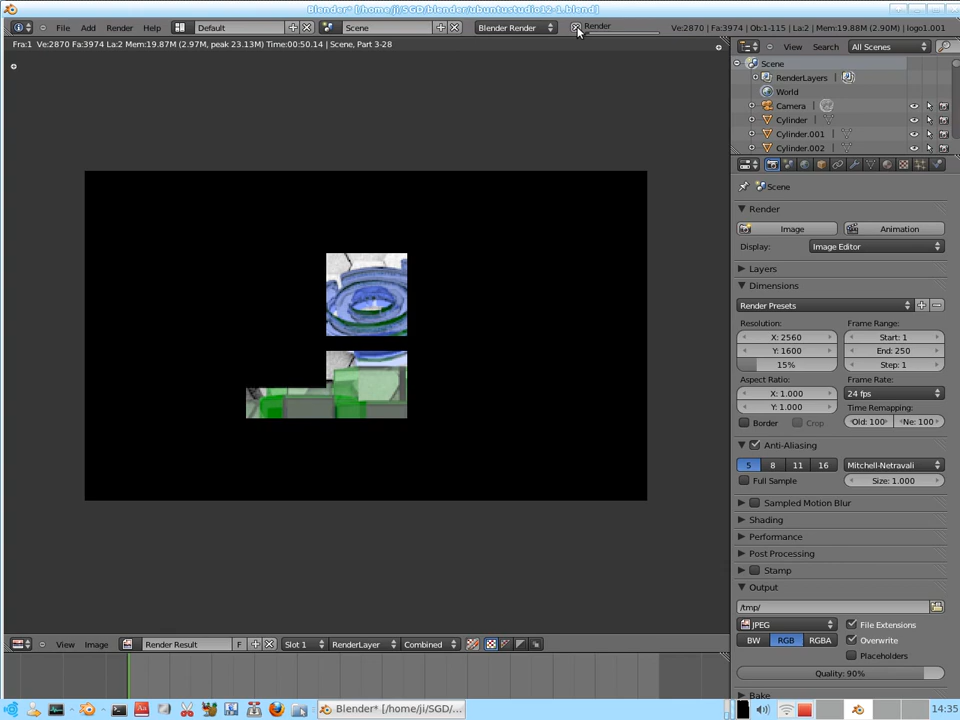 Blender* [/home/ji/SGD/blender/ubuntustudio12-1.blend]
File Add Render Help Default Scene Blender Render Render Ve:2870 | Fa:3974 | Ob:1-115 | La:2 | Mem:19.88M (2.90M) | logo1.001
Fra:1 Ve:2870 Fa:3974 La:2 Mem:19.87M (2.97M, peak 23.13M) Time:00:50.14 | Scene, Part 3-28
View Search All Scenes
Scene
RenderLayers |
World
Camera |
Cylinder |
Cylinder.001 |
Cylinder.002 |
Scene
Render
Image Animation
Display: Image Editor
Layers
Dimensions
Render Presets
Resolution: Frame Range:
X: 2560 Start: 1
Y: 1600 End: 250
15% Step: 1
Aspect Ratio: Frame Rate:
X: 1.000 24 fps
Y: 1.000 Time Remapping:
Border Crop Old: 100 Ne: 100
Anti-Aliasing
5 8 11 16 Mitchell-Netravali
Full Sample Size: 1.000
Sampled Motion Blur
Shading
Performance
Post Processing
Stamp
Output
/tmp/
JPEG File Extensions
BW RGB RGBA Overwrite
Placeholders
Quality: 90%
Bake
View Image Render Result F Slot 1 RenderLayer Combined
Blender* [/home/ji/SGD/... 14:35